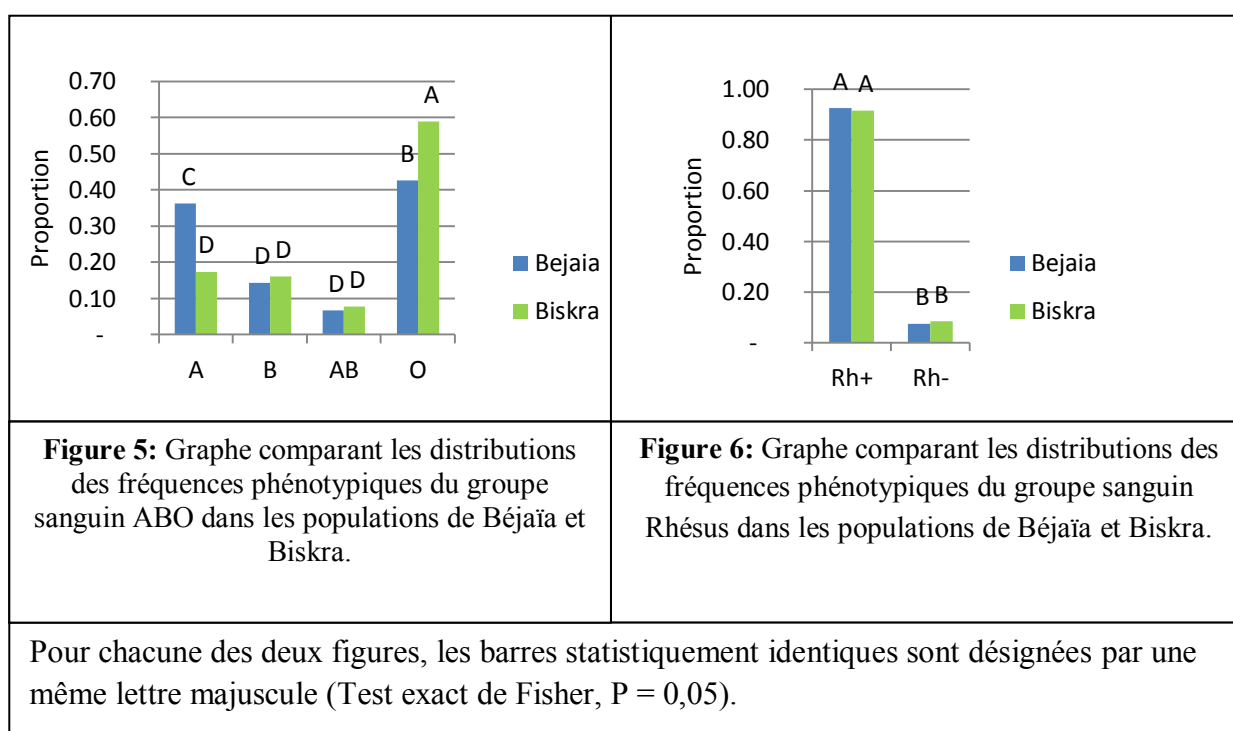 0.70
0.60
0.50
0.40
0.30
0.20
0.10
-
Proportion
C
D
D D
D D
B
A
A
B
AB
O
Bejaia
Biskra
1.00
0.80
0.60
0.40
0.20
-
Proportion
A A
B B
Rh+
Rh-
Bejaia
Biskra
Figure 5: Graphe comparant les distributions
des fréquences phénotypiques du groupe
sanguin ABO dans les populations de Béjaïa et
Biskra.
Figure 6: Graphe comparant les distributions des
fréquences phénotypiques du groupe sanguin
Rhésus dans les populations de Béjaïa et Biskra.
Pour chacune des deux figures, les barres statistiquement identiques sont désignées par une
même lettre majuscule (Test exact de Fisher, P = 0,05).